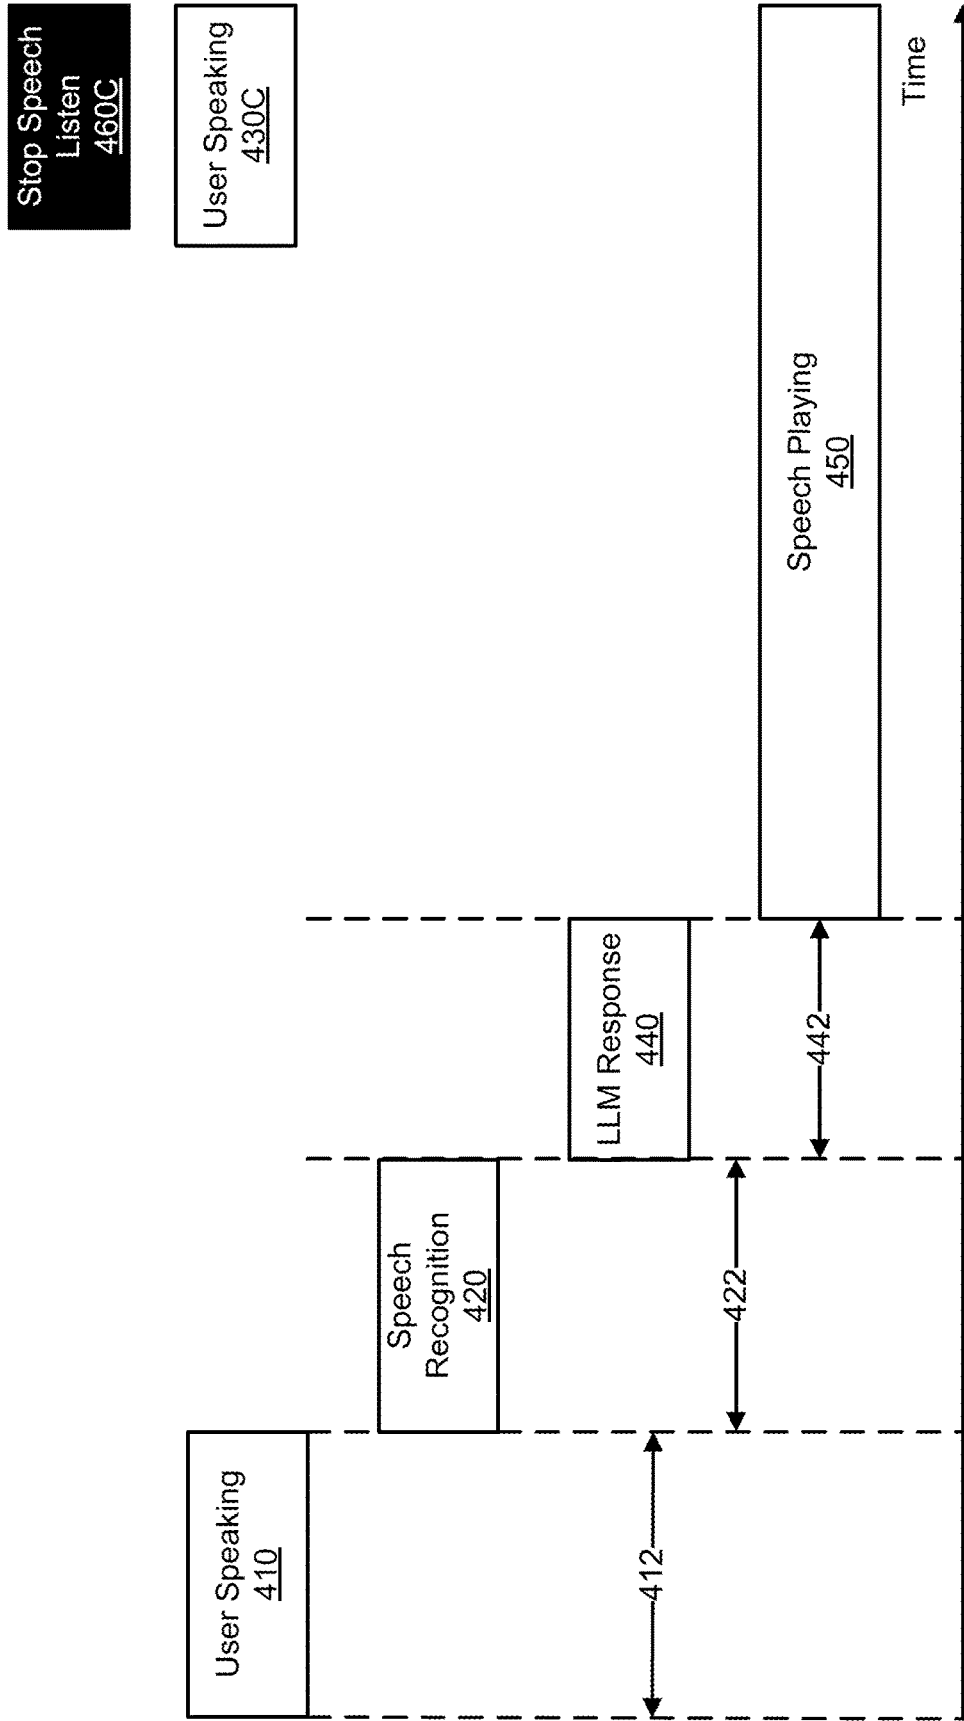 Stop Speech
Listen
460C
User Speaking
430C
User Speaking
410
Speech
Recognition
420
LLM Response
440
Speech Playing
450
412
422
442
Time